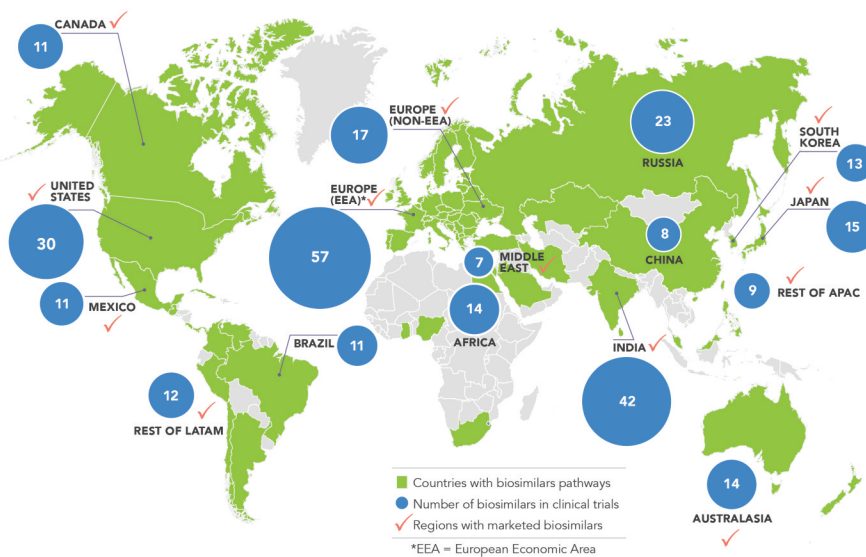 CANADA
11
UNITED
STATES
30
11
MEXICO
12
REST OF LATAM
BRAZIL
11
EUROPE
(NON-EEA)
17
EUROPE
(EEA)*
57
23
RUSSIA
7
MIDDLE
EAST
14
AFRICA
8
CHINA
SOUTH
KOREA
13
JAPAN
15
9
REST OF APAC
INDIA
42
14
AUSTRALASIA
Countries with biosimilars pathways
Number of biosimilars in clinical trials
Regions with marketed biosimilars
*EEA = European Economic Area